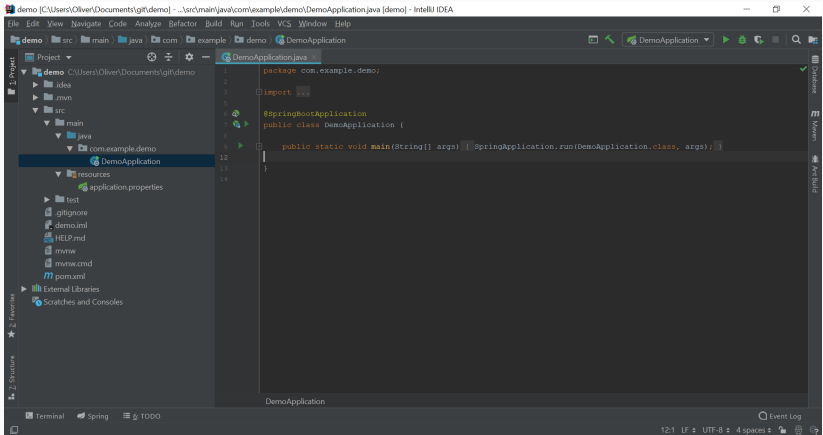 demo [C:\Users\Oliver\Documents\git\demo] - ...\src\main\java\com\example\demo\DemoApplication.java [demo] - IntelliJ IDEA
File Edit View Navigate Code Analyze Refactor Build Run Tools VCS Window Help
demo src main java com example demo DemoApplication DemoApplication
1: Project
Project DemoApplication.java
demo C:\Users\Oliver\Documents\git\demo
.idea
.mvn
src
main
java
com.example.demo
DemoApplication
resources
application.properties
test
.gitignore
demo.iml
HELP.md
mvnw
mvnw.cmd
m pom.xml
External Libraries
Scratches and Consoles
1 package com.example.demo;
2
3 import ...
5
6 @SpringBootApplication
7 public class DemoApplication {
8
9 public static void main(String[] args) { SpringApplication.run(DemoApplication.class, args); }
12
13 }
14
DemoApplication
Database
m Maven
Ant Build
2: Favorites
Z: Structure
Terminal Spring 6: TODO Event Log
12:1 LF UTF-8 4 spaces